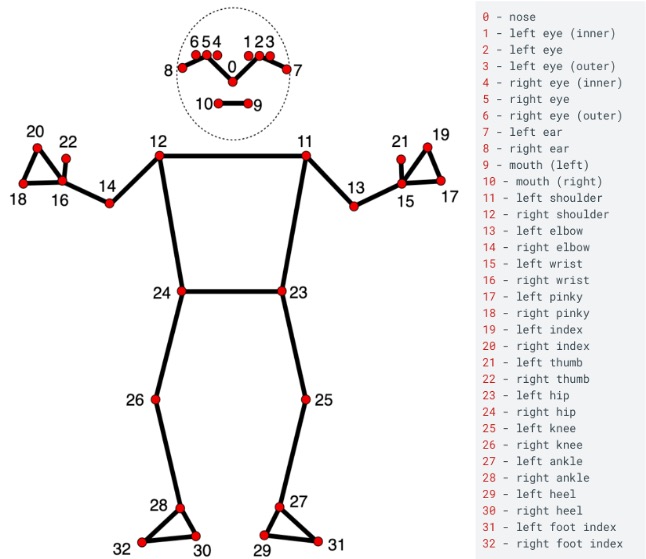 6 5 4 1 2 3
8 0 7
10 9
20 22 12 11 21 19
18 16 14 13 15 17
24 23
26 25
28 27
32 30 29 31
0 - nose
1 - left eye (inner)
2 - left eye
3 - left eye (outer)
4 - right eye (inner)
5 - right eye
6 - right eye (outer)
7 - left ear
8 - right ear
9 - mouth (left)
10 - mouth (right)
11 - left shoulder
12 - right shoulder
13 - left elbow
14 - right elbow
15 - left wrist
16 - right wrist
17 - left pinky
18 - right pinky
19 - left index
20 - right index
21 - left thumb
22 - right thumb
23 - left hip
24 - right hip
25 - left knee
26 - right knee
27 - left ankle
28 - right ankle
29 - left heel
30 - right heel
31 - left foot index
32 - right foot index